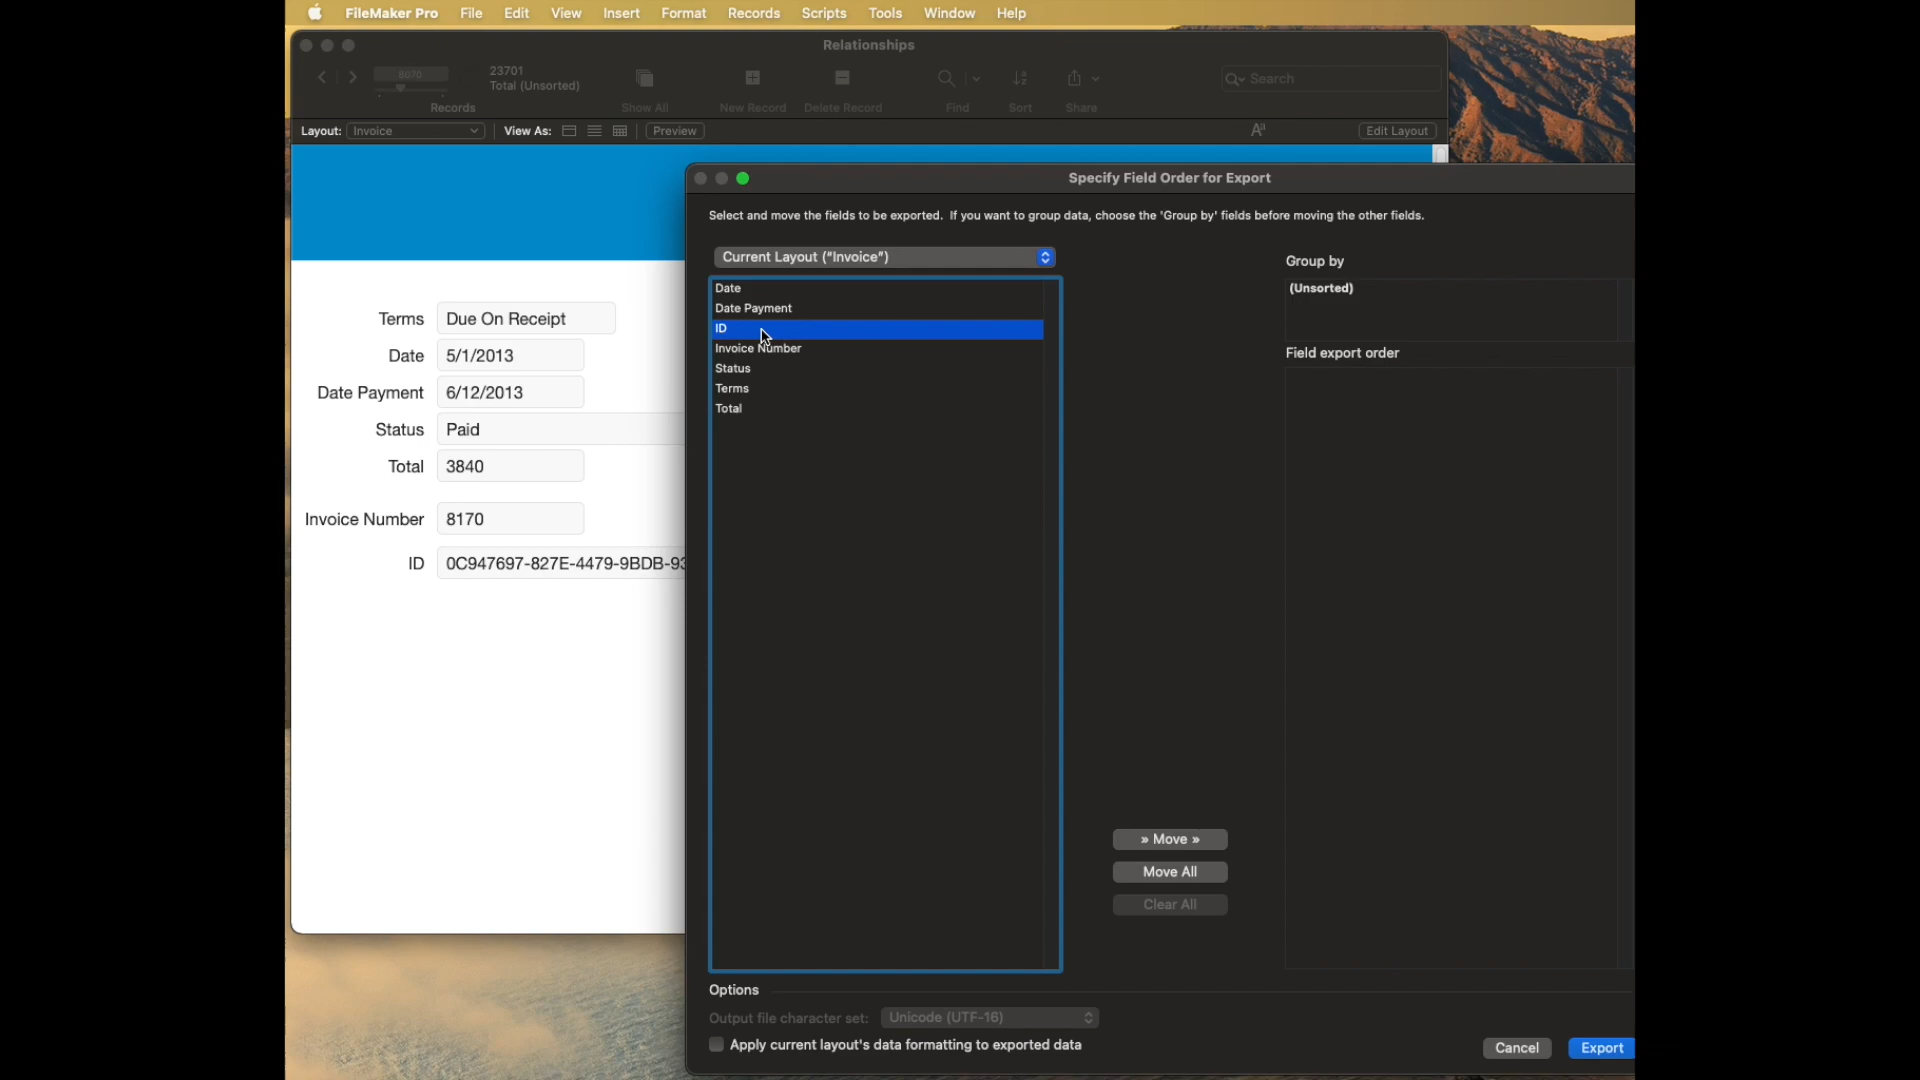 FileMaker Pro File Edit View Insert Format Records Scripts Tools Window Help
Relationships
6070
23701
Total (Unsorted)
Search
Records Show All New Record Delete Record Find Sort Share
Layout: Invoice View As: Preview Aa Edit Layout
Specify Field Order for Export
Select and move the fields to be exported. If you want to group data, choose the 'Group by' fields before moving the other fields.
Current Layout ("Invoice")
Group by
Date
(Unsorted)
Date Payment
ID
Invoice Number
Field export order
Status
Terms
Total
Terms Due On Receipt
Date 5/1/2013
Date Payment 6/12/2013
Status Paid
Total 3840
Invoice Number 8170
ID 0C947697-827E-4479-9BDB-93
» Move »
Move All
Clear All
Options
Output file character set: Unicode (UTF-16)
Apply current layout's data formatting to exported data
Cancel Export